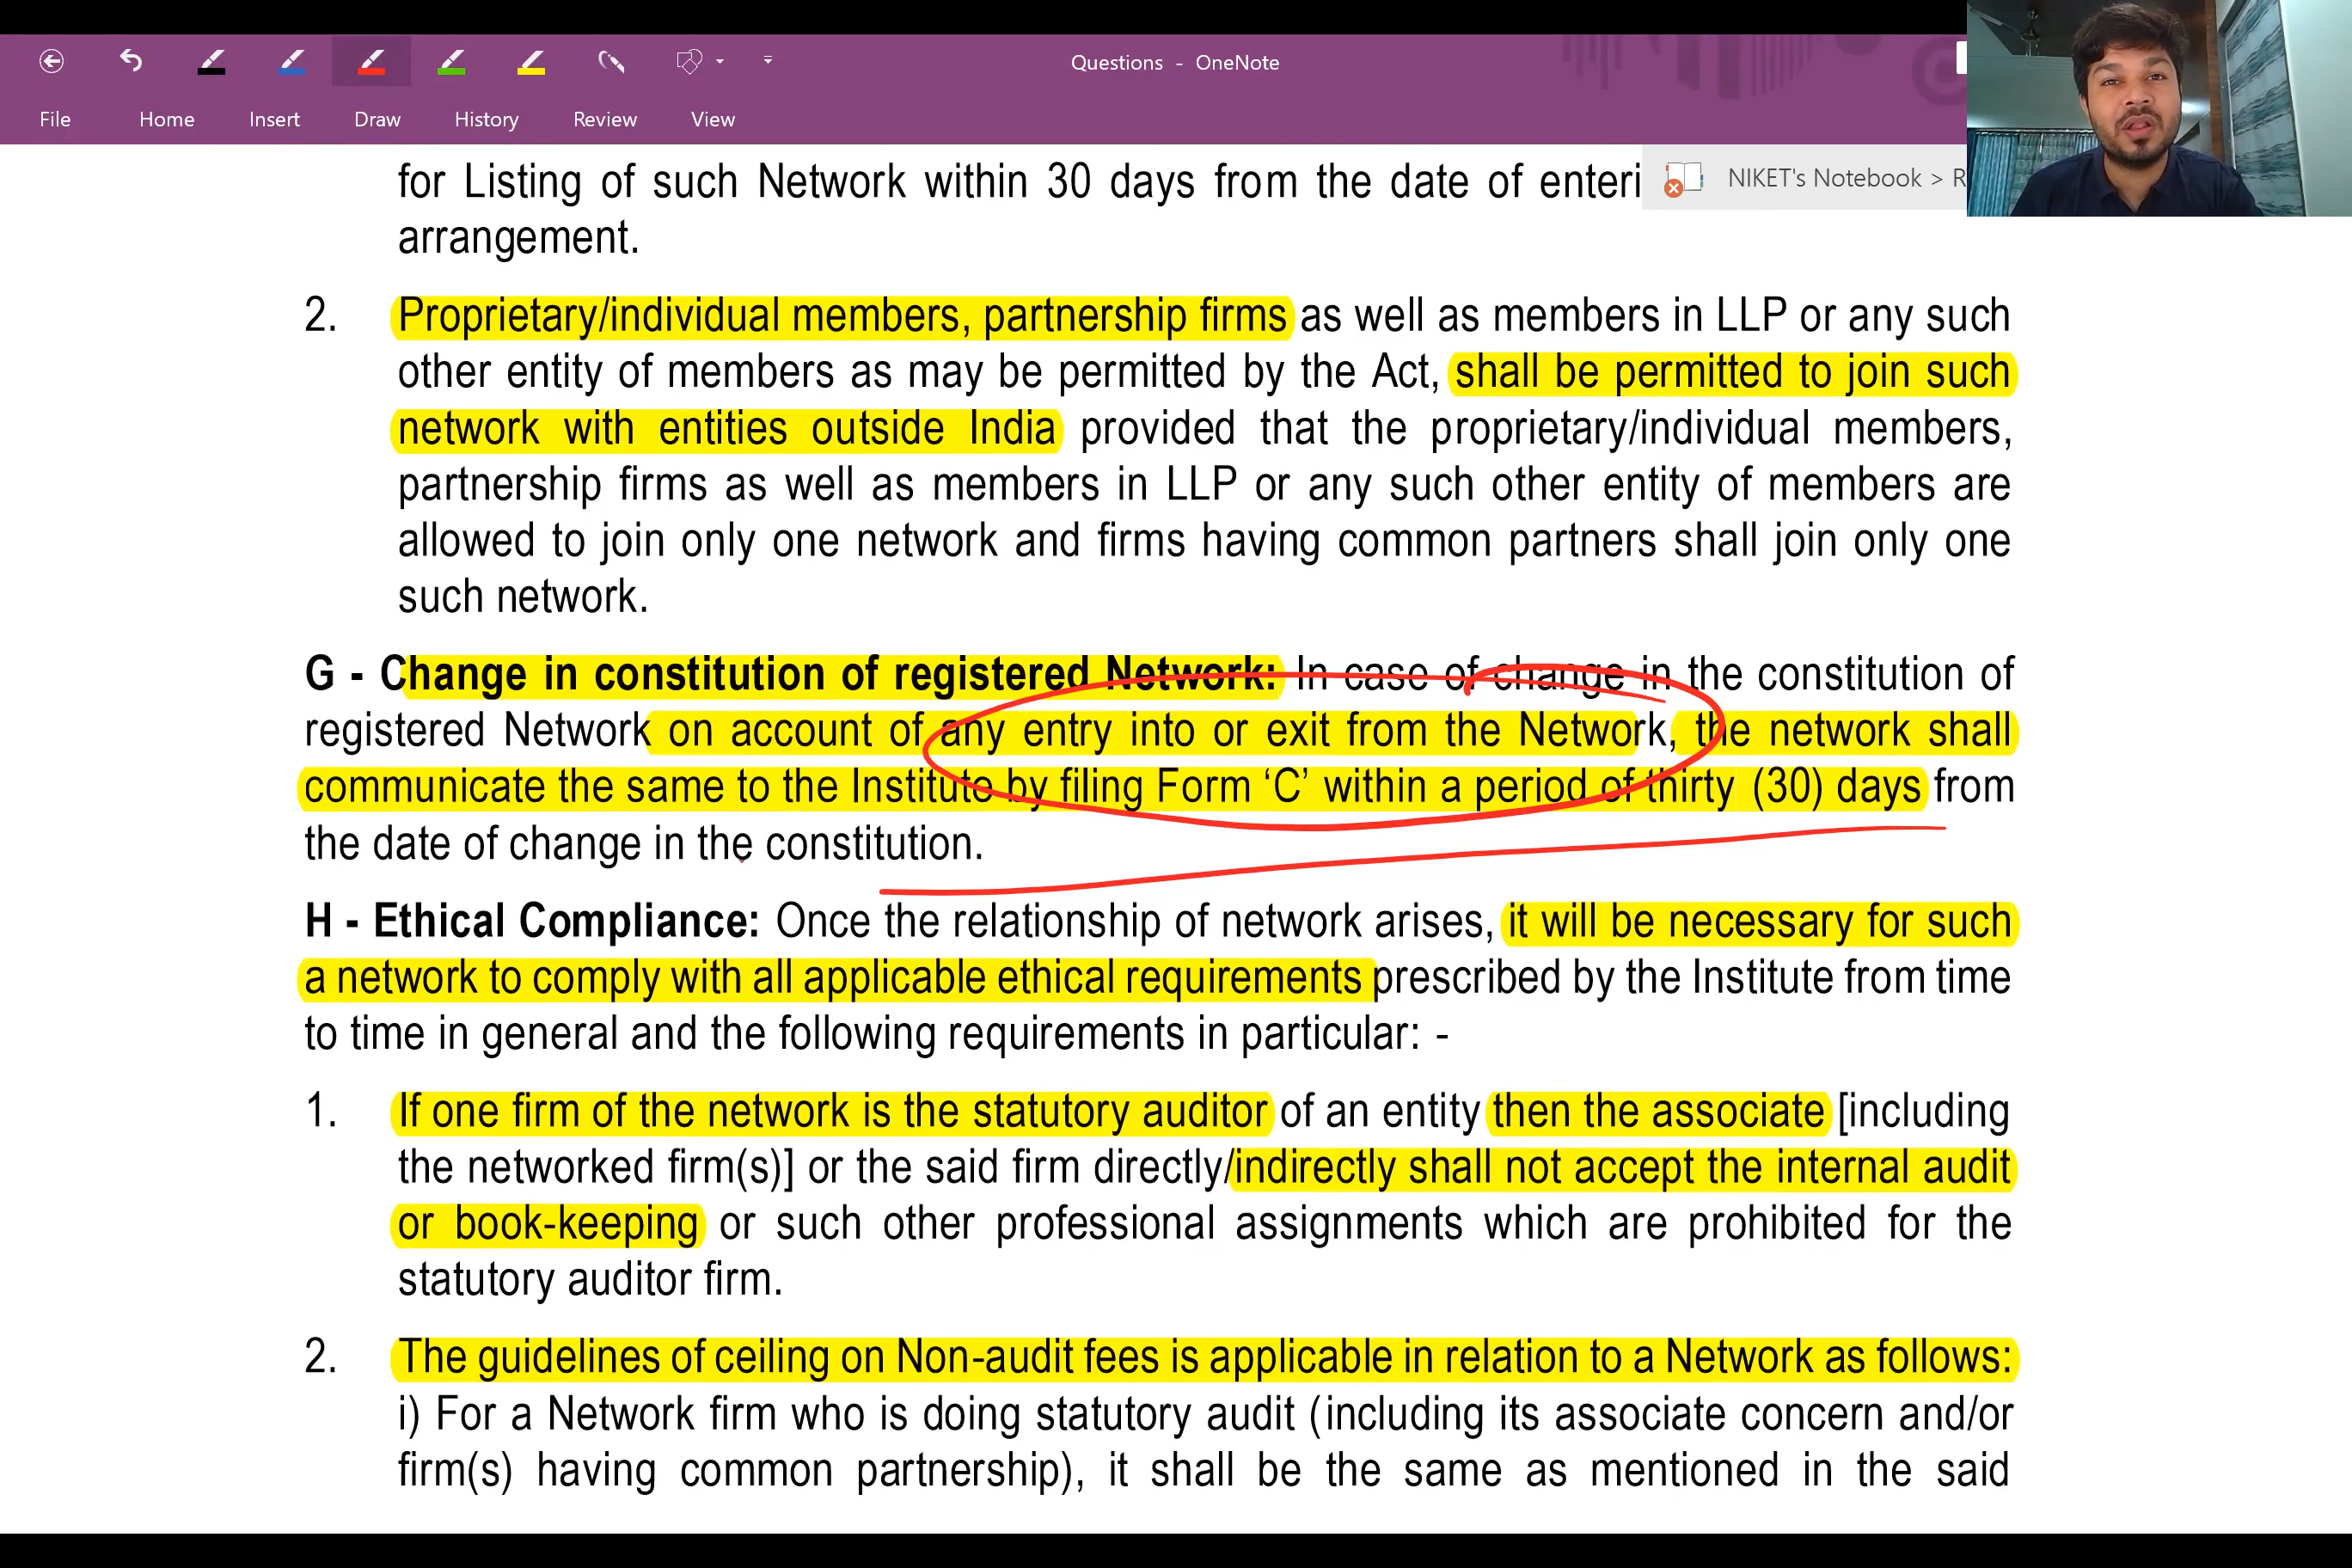 Questions - OneNote
File Home Insert Draw History Review View
NIKET's Notebook > R
for Listing of such Network within 30 days from the date of enteri
arrangement.
2. Proprietary/individual members, partnership firms as well as members in LLP or any such
other entity of members as may be permitted by the Act, shall be permitted to join such
network with entities outside India provided that the proprietary/individual members,
partnership firms as well as members in LLP or any such other entity of members are
allowed to join only one network and firms having common partners shall join only one
such network.
G - Change in constitution of registered Network: In case of change in the constitution of
registered Network on account of any entry into or exit from the Network, the network shall
communicate the same to the Institute by filing Form ‘C’ within a period of thirty (30) days from
the date of change in the constitution.
H - Ethical Compliance: Once the relationship of network arises, it will be necessary for such
a network to comply with all applicable ethical requirements prescribed by the Institute from time
to time in general and the following requirements in particular: -
1. If one firm of the network is the statutory auditor of an entity then the associate [including
the networked firm(s)] or the said firm directly/indirectly shall not accept the internal audit
or book-keeping or such other professional assignments which are prohibited for the
statutory auditor firm.
2. The guidelines of ceiling on Non-audit fees is applicable in relation to a Network as follows:
i) For a Network firm who is doing statutory audit (including its associate concern and/or
firm(s) having common partnership), it shall be the same as mentioned in the said